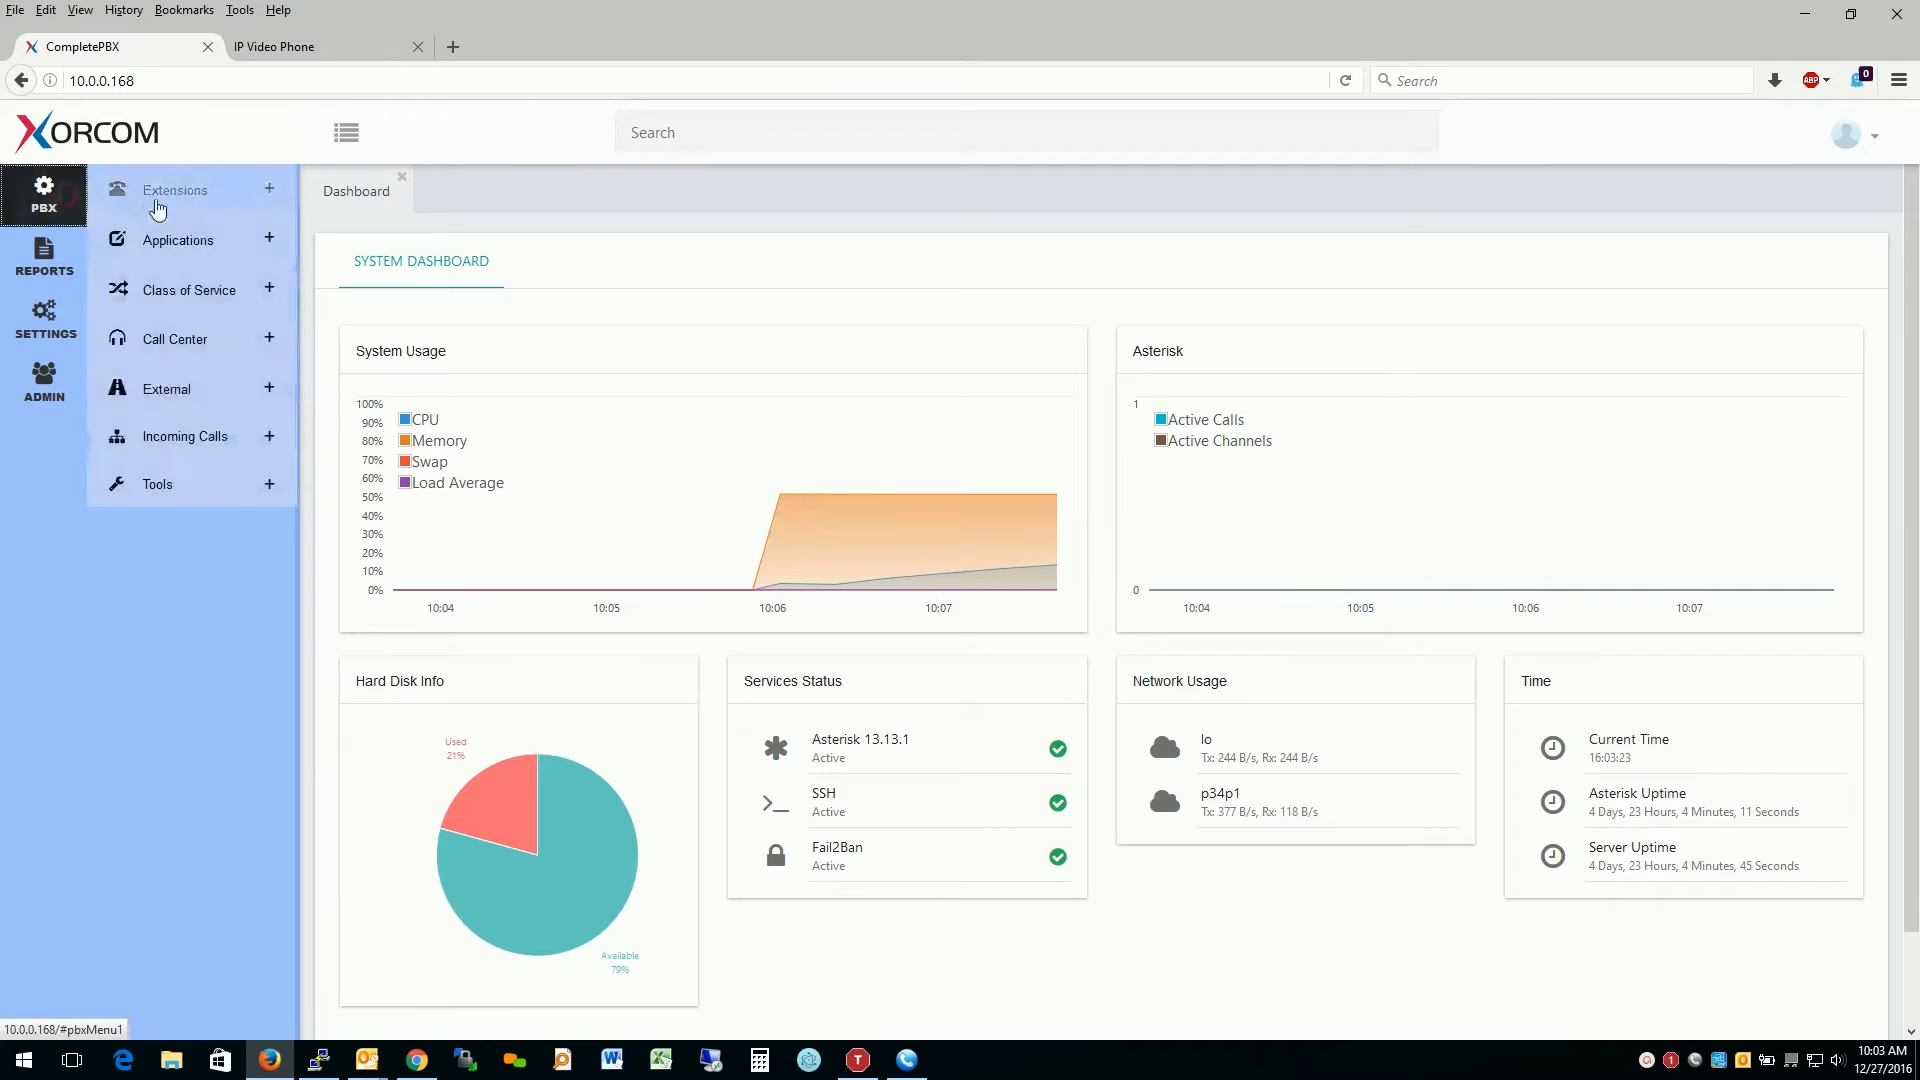 File Edit View History Bookmarks Tools Help
CompletePBX
IP Video Phone
10.0.0.168
Search
ABP
0
XORCOM
Search
PBX
REPORTS
SETTINGS
ADMIN
Extensions +
Applications +
Class of Service +
Call Center +
External +
Incoming Calls +
Tools +
Dashboard
SYSTEM DASHBOARD
System Usage
100%
90%
80%
70%
60%
50%
40%
30%
20%
10%
0%
CPU
Memory
Swap
Load Average
10:04 10:05 10:06 10:07
Asterisk
1
0
Active Calls
Active Channels
10:04 10:05 10:06 10:07
Hard Disk Info
Used
21%
Available
79%
Services Status
Asterisk 13.13.1
Active
SSH
Active
Fail2Ban
Active
Network Usage
lo
Tx: 244 B/s, Rx: 244 B/s
p34p1
Tx: 377 B/s, Rx: 118 B/s
Time
Current Time
16:03:23
Asterisk Uptime
4 Days, 23 Hours, 4 Minutes, 11 Seconds
Server Uptime
4 Days, 23 Hours, 4 Minutes, 45 Seconds
10.0.0.168/#pbxMenu1
10:03 AM
12/27/2016